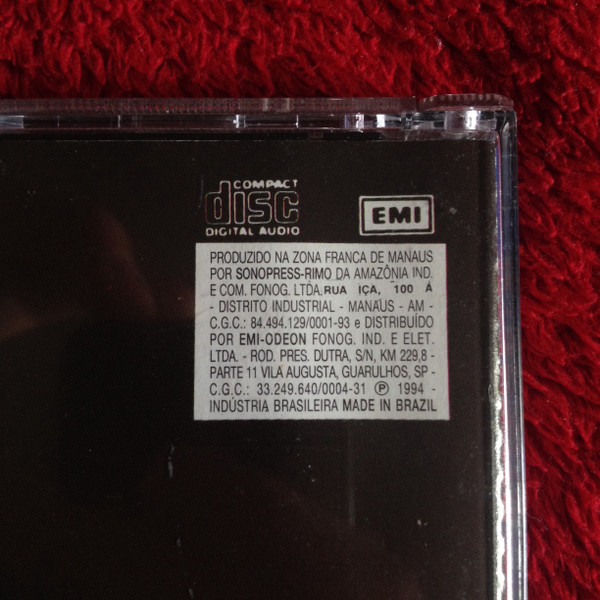 COMPACT
disc
DIGITAL AUDIO
EMI
PRODUZIDO NA ZONA FRANCA DE MANAUS
POR SONOPRESS-RIMO DA AMAZÔNIA IND.
E COM. FONOG. LTDA. RUA IÇA, 100 A
- DISTRITO INDUSTRIAL - MANAUS - AM -
C.G.C.: 84.494.129/0001-93 e DISTRIBUÍDO
POR EMI-ODEON FONOG. IND. E ELET.
LTDA. - ROD. PRES. DUTRA, S/N, KM 229,8 -
PARTE 11 VILA AUGUSTA, GUARULHOS, SP -
C.G.C.: 33.249.640/0004-31 ℗ 1994 -
INDÚSTRIA BRASILEIRA MADE IN BRAZIL